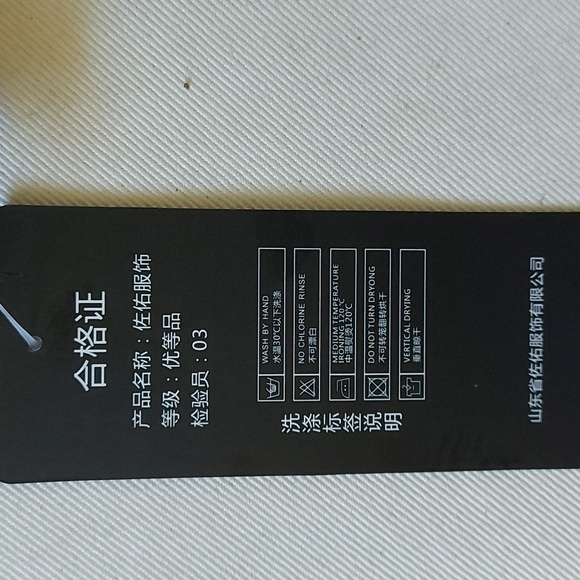 合格证
产品名称：佐佑服饰
等级：优等品
检验员：03
洗涤标签说明
WASH BY HAND
水温30℃以下洗涤
NO CHLORINE RINSE
不可漂白
MEDIUM TEMPERATURE
IRONING 120℃
中温熨烫120℃
DO NOT TURN DRYONG
不可转笼翻转烘干
VERTICAL DRYING
垂直晾干
山东省佐佑服饰有限公司